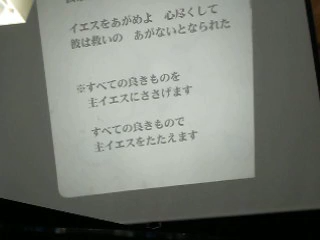 イエスをあがめよ 心尽くして
彼は救いの あがないとなられた
※すべての良きものを
主イエスにささげます
すべての良きもので
主イエスをたたえます